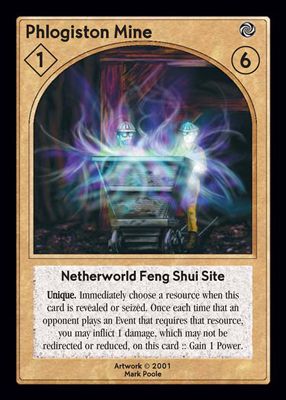 Phlogiston Mine
1
6
Netherworld Feng Shui Site
Unique. Immediately choose a resource when this
card is revealed or seized. Once each time that an
opponent plays an Event that requires that resource,
you may inflict 1 damage, which may not be
redirected or reduced, on this card :: Gain 1 Power.
Artwork © 2001
Mark Poole